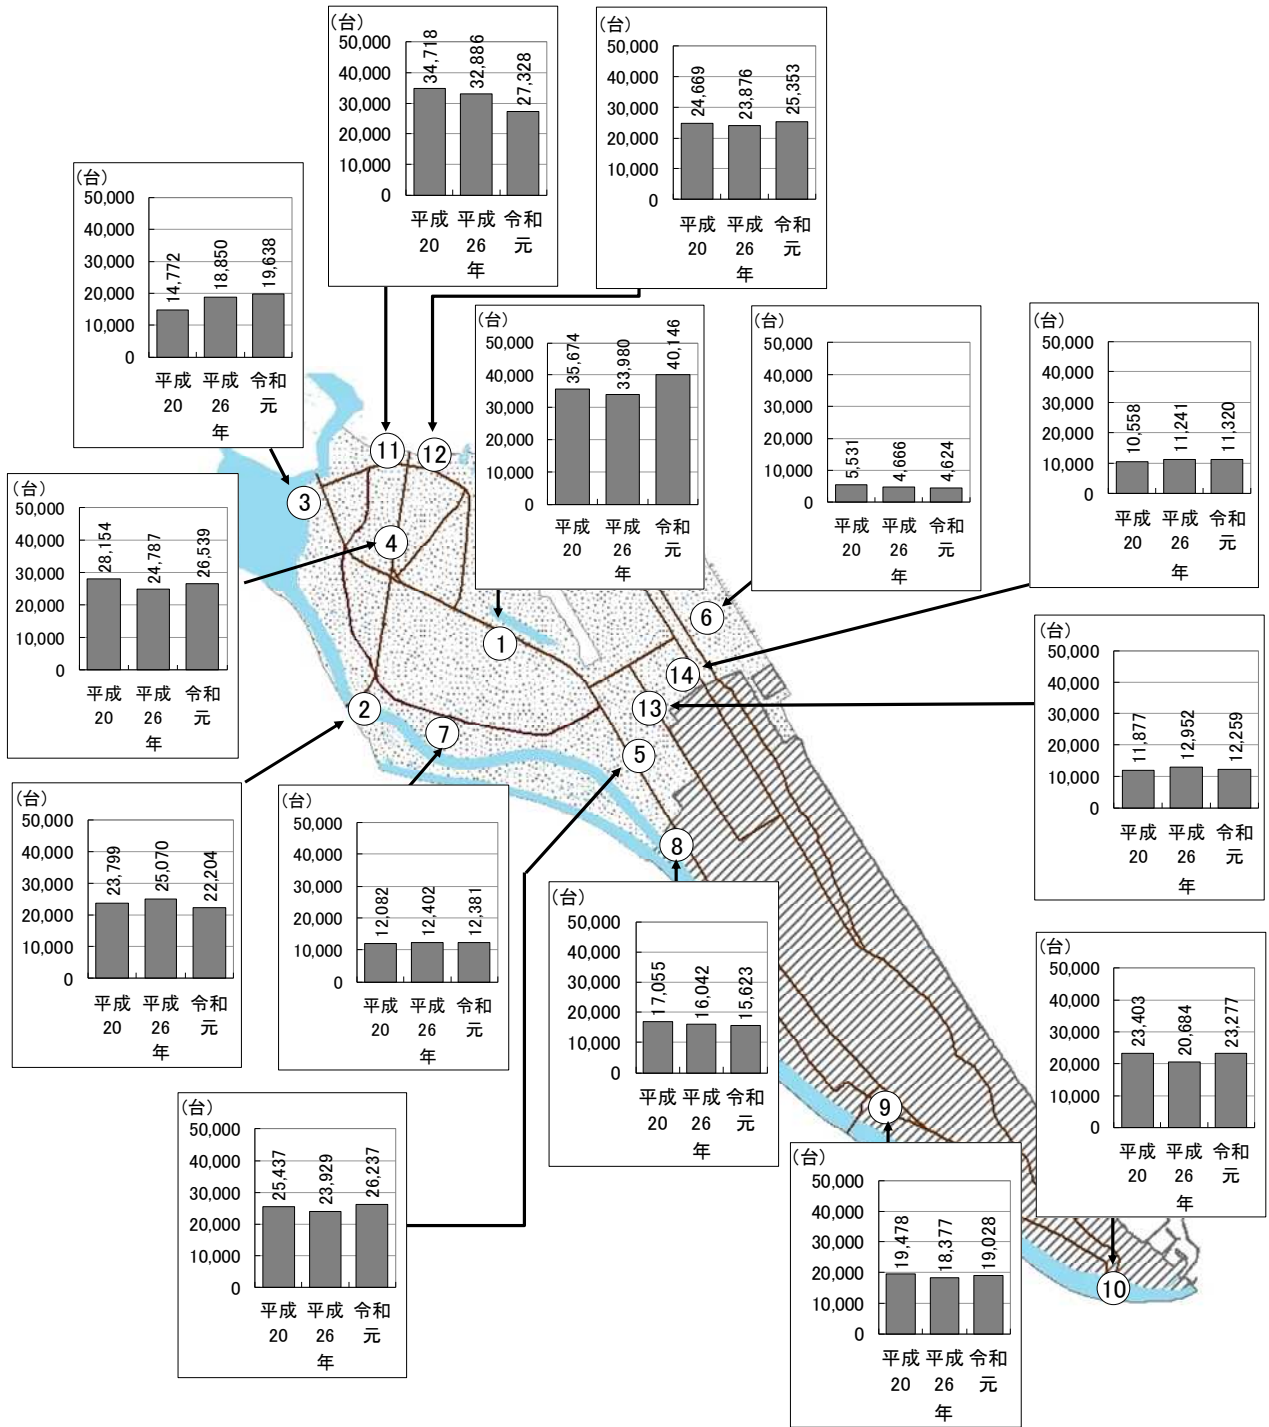 (台)
50,000
40,000
30,000
20,000
10,000
0
34,718
32,886
27,328
平成 平成 令和
20 26 元
年
(台)
50,000
40,000
30,000
20,000
10,000
0
24,669
23,876
25,353
平成 平成 令和
20 26 元
年
(台)
50,000
40,000
30,000
20,000
10,000
0
14,772
18,850
19,638
平成 平成 令和
20 26 元
年
(台)
50,000
40,000
30,000
20,000
10,000
0
35,674
33,980
40,146
平成 平成 令和
20 26 元
年
(台)
50,000
40,000
30,000
20,000
10,000
0
5,531
4,666
4,624
平成 平成 令和
20 26 元
年
(台)
50,000
40,000
30,000
20,000
10,000
0
10,558
11,241
11,320
平成 平成 令和
20 26 元
年
(台)
50,000
40,000
30,000
20,000
10,000
0
28,154
24,787
26,539
平成 平成 令和
20 26 元
年
11
12
3
4
1
6
14
13
2
7
5
8
9
10
(台)
50,000
40,000
30,000
20,000
10,000
0
11,877
12,952
12,259
平成 平成 令和
20 26 元
年
(台)
50,000
40,000
30,000
20,000
10,000
0
23,799
25,070
22,204
平成 平成 令和
20 26 元
年
(台)
50,000
40,000
30,000
20,000
10,000
0
12,082
12,402
12,381
平成 平成 令和
20 26 元
年
(台)
50,000
40,000
30,000
20,000
10,000
0
17,055
16,042
15,623
平成 平成 令和
20 26 元
年
(台)
50,000
40,000
30,000
20,000
10,000
0
23,403
20,684
23,277
平成 平成 令和
20 26 元
年
(台)
50,000
40,000
30,000
20,000
10,000
0
25,437
23,929
26,237
平成 平成 令和
20 26 元
年
(台)
50,000
40,000
30,000
20,000
10,000
0
19,478
18,377
19,028
平成 平成 令和
20 26 元
年